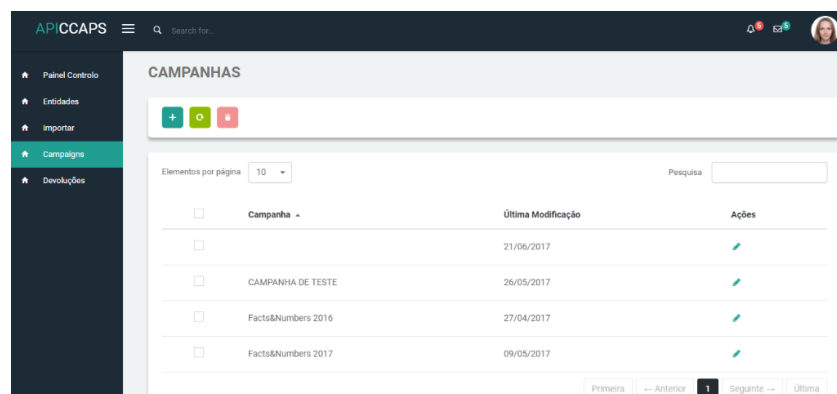 APICCAPS
Search for...
5
5
Painel Controlo
Entidades
Importar
Campaigns
Devoluções
CAMPANHAS
Elementos por página 10
Pesquisa
Campanha Última Modificação Ações
21/06/2017
CAMPANHA DE TESTE 26/05/2017
Facts&Numbers 2016 27/04/2017
Facts&Numbers 2017 09/05/2017
Primeira ← Anterior 1 Seguinte → Última